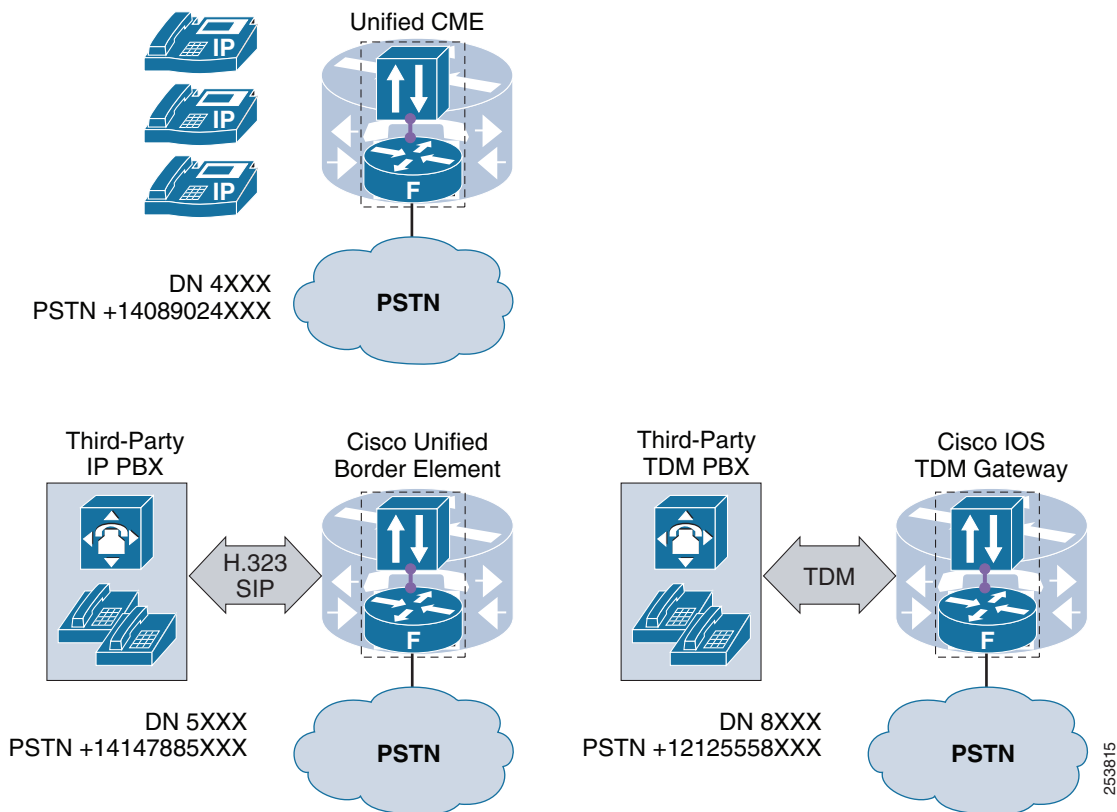 Unified CME
IP
IP
IP
F
DN 4XXX
PSTN +14089024XXX
PSTN
Third-Party
IP PBX
Cisco Unified
Border Element
H.323
SIP
F
DN 5XXX
PSTN +14147885XXX
PSTN
Third-Party
TDM PBX
Cisco IOS
TDM Gateway
TDM
F
DN 8XXX
PSTN +12125558XXX
PSTN
253815